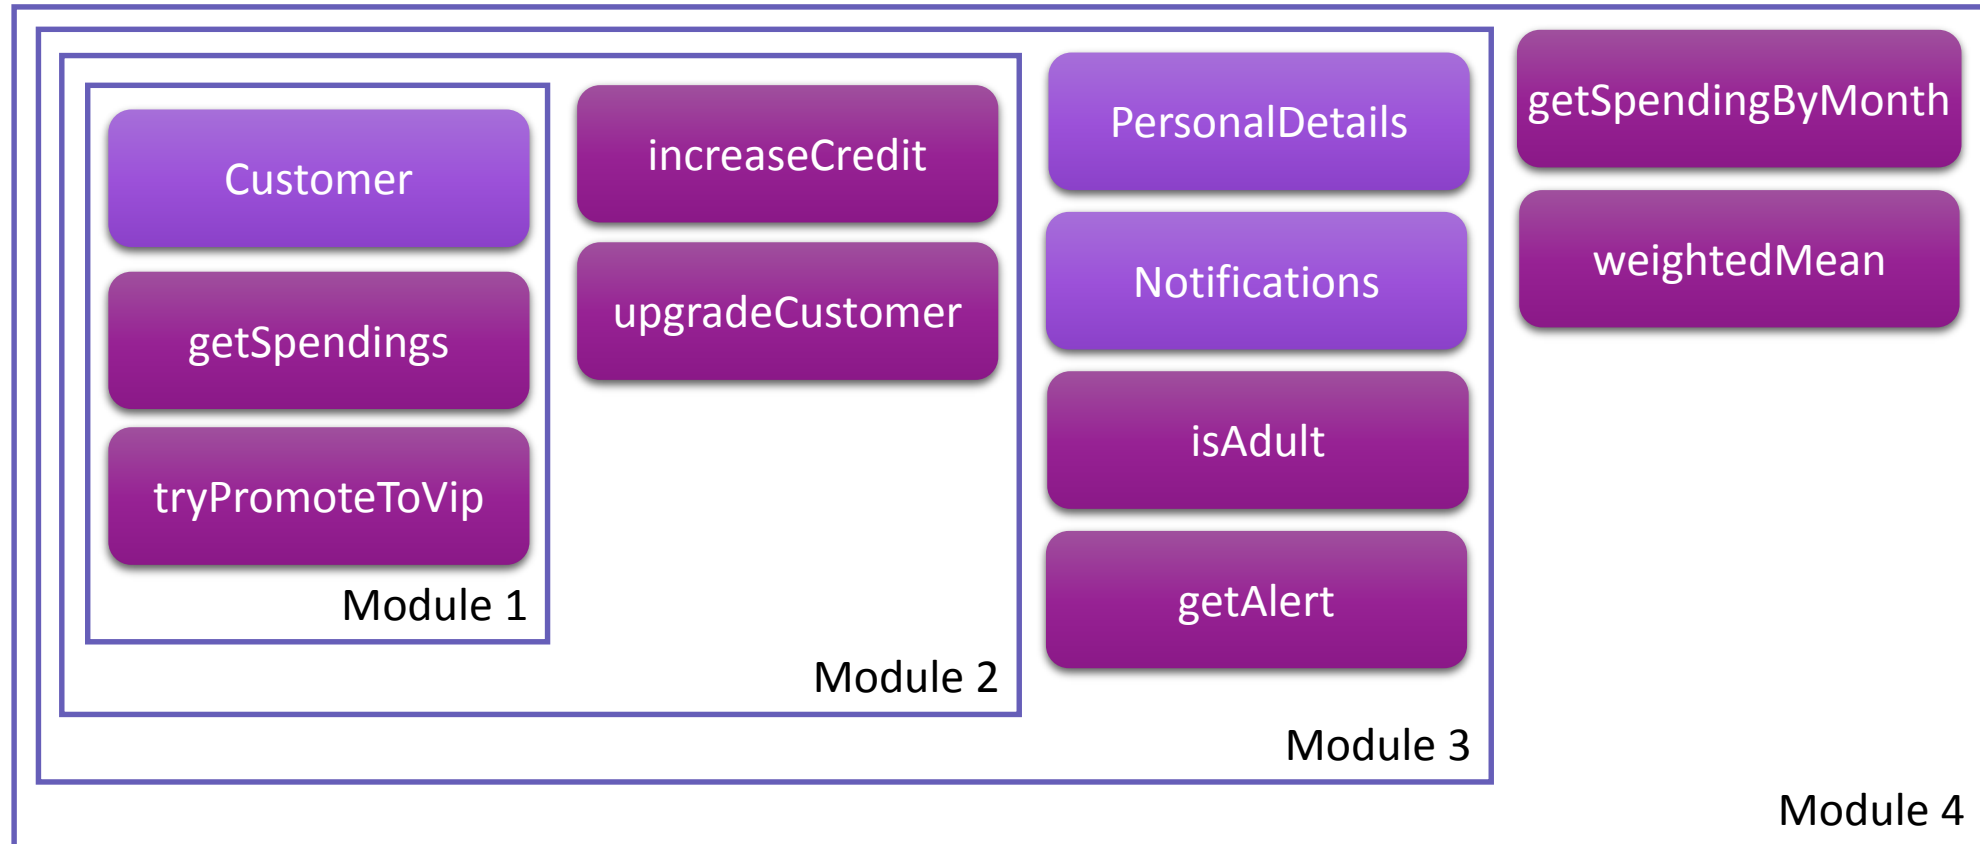 Customer
getSpendings
tryPromoteToVip
Module 1
increaseCredit
upgradeCustomer
Module 2
PersonalDetails
Notifications
isAdult
getAlert
Module 3
getSpendingByMonth
weightedMean
Module 4